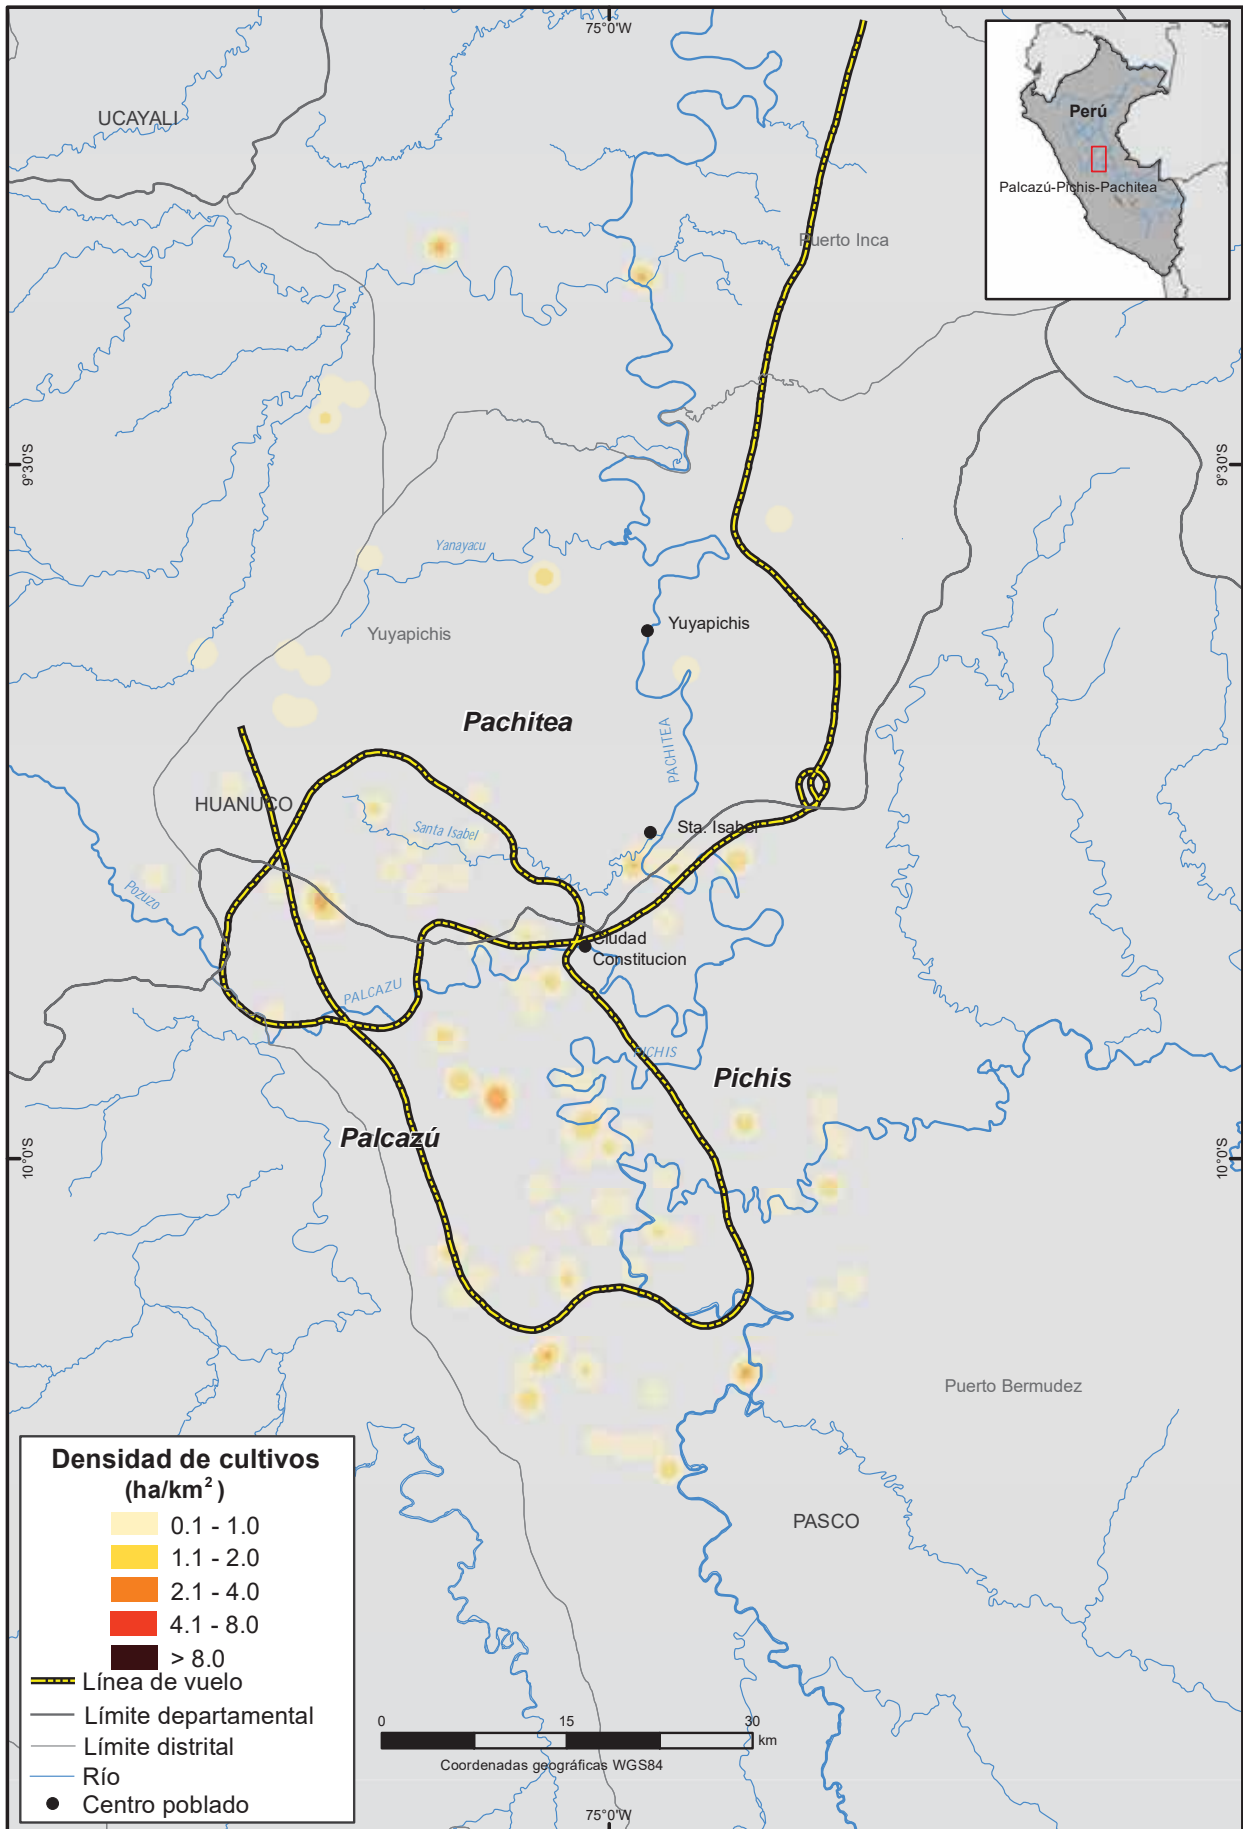 75°0'W
UCAYALI
Perú
Palcazú-Pichis-Pachitea
Puerto Inca
9°30'S
9°30'S
Yanayacu
Yuyapichis
Yuyapichis
Pachitea
PACHITEA
HUANUCO
Santa Isabel
Sta. Isabel
Pozuzo
Ciudad
Constitucion
PALCAZU
PICHIS
Pichis
Palcazú
10°0'S
10°0'S
Puerto Bermudez
PASCO
Densidad de cultivos
(ha/km²)
0.1 - 1.0
1.1 - 2.0
2.1 - 4.0
4.1 - 8.0
> 8.0
Línea de vuelo
Límite departamental
Límite distrital
Río
Centro poblado
0 15 30
km
Coordenadas geográficas WGS84
75°0'W